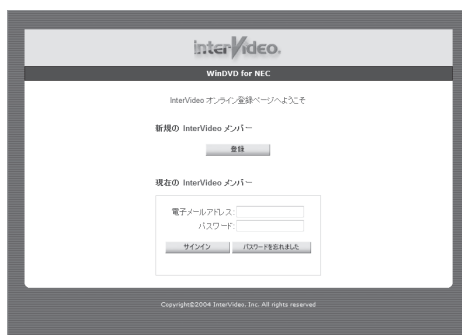 InterVideo.
WinDVD for NEC
InterVideo オンライン登録ページへようこそ
新規の InterVideo メンバー
登録
現在の InterVideo メンバー
電子メールアドレス:
パスワード:
サインイン パスワードを忘れました
Copyright©2004 InterVideo, Inc. All rights reserved